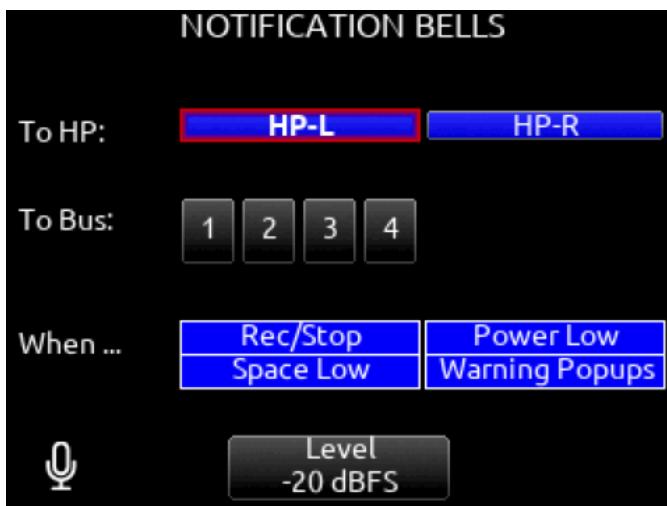 NOTIFICATION BELLS
To HP: HP-L HP-R
To Bus: 1 2 3 4
When ... Rec/Stop Power Low
Space Low Warning Popups
Level
-20 dBFS